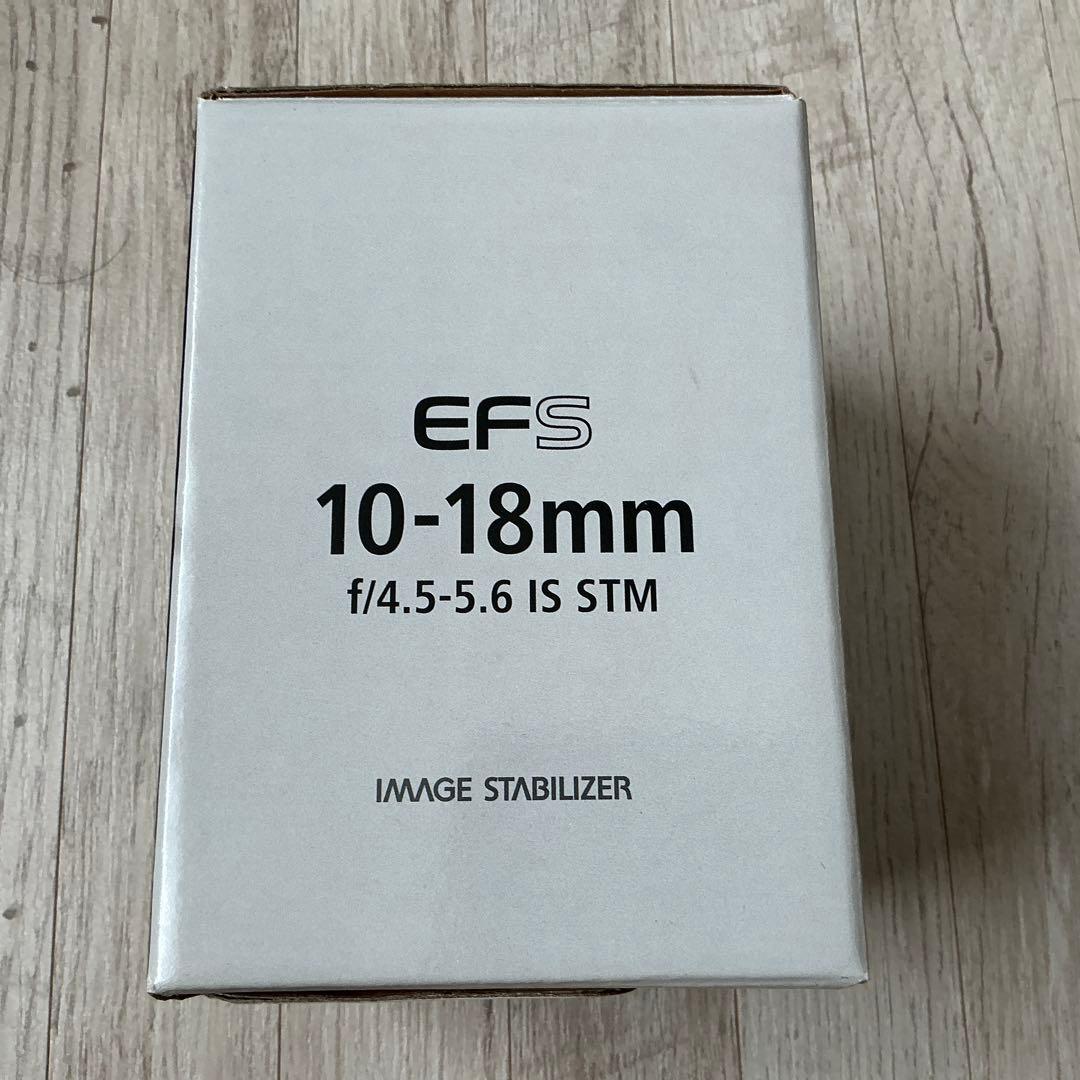 EFS
10-18mm
f/4.5-5.6 IS STM
IMAGE STABILIZER